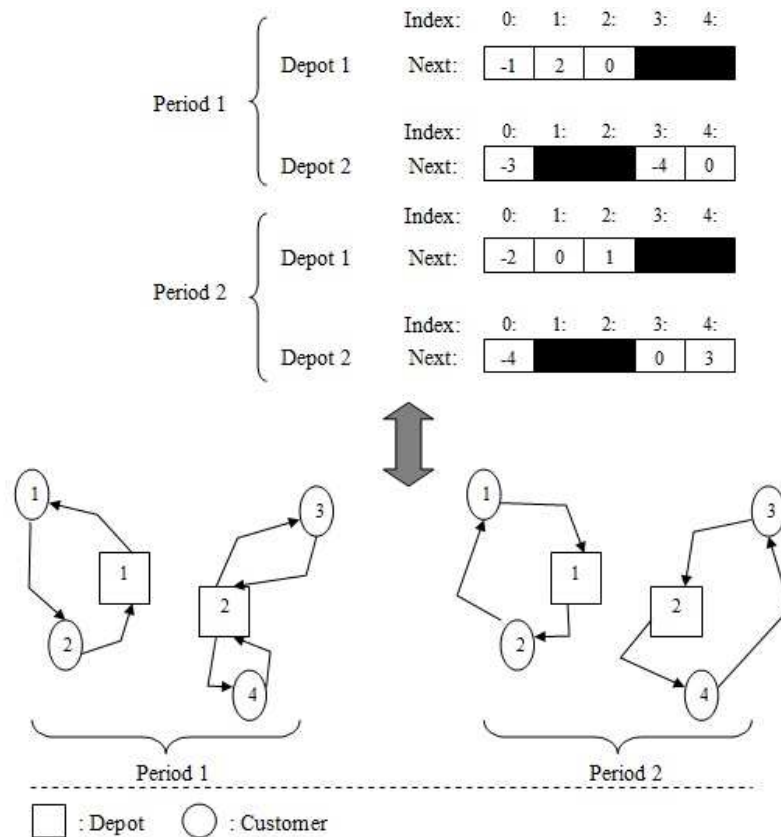 Index: 0: 1: 2: 3: 4:
Depot 1 Next: -1 2 0
Period 1
Index: 0: 1: 2: 3: 4:
Depot 2 Next: -3 -4 0
Index: 0: 1: 2: 3: 4:
Depot 1 Next: -2 0 1
Period 2
Index: 0: 1: 2: 3: 4:
Depot 2 Next: -4 0 3
1 3 1 3
1 2 1 2
2 4 2 4
Period 1 Period 2
: Depot : Customer